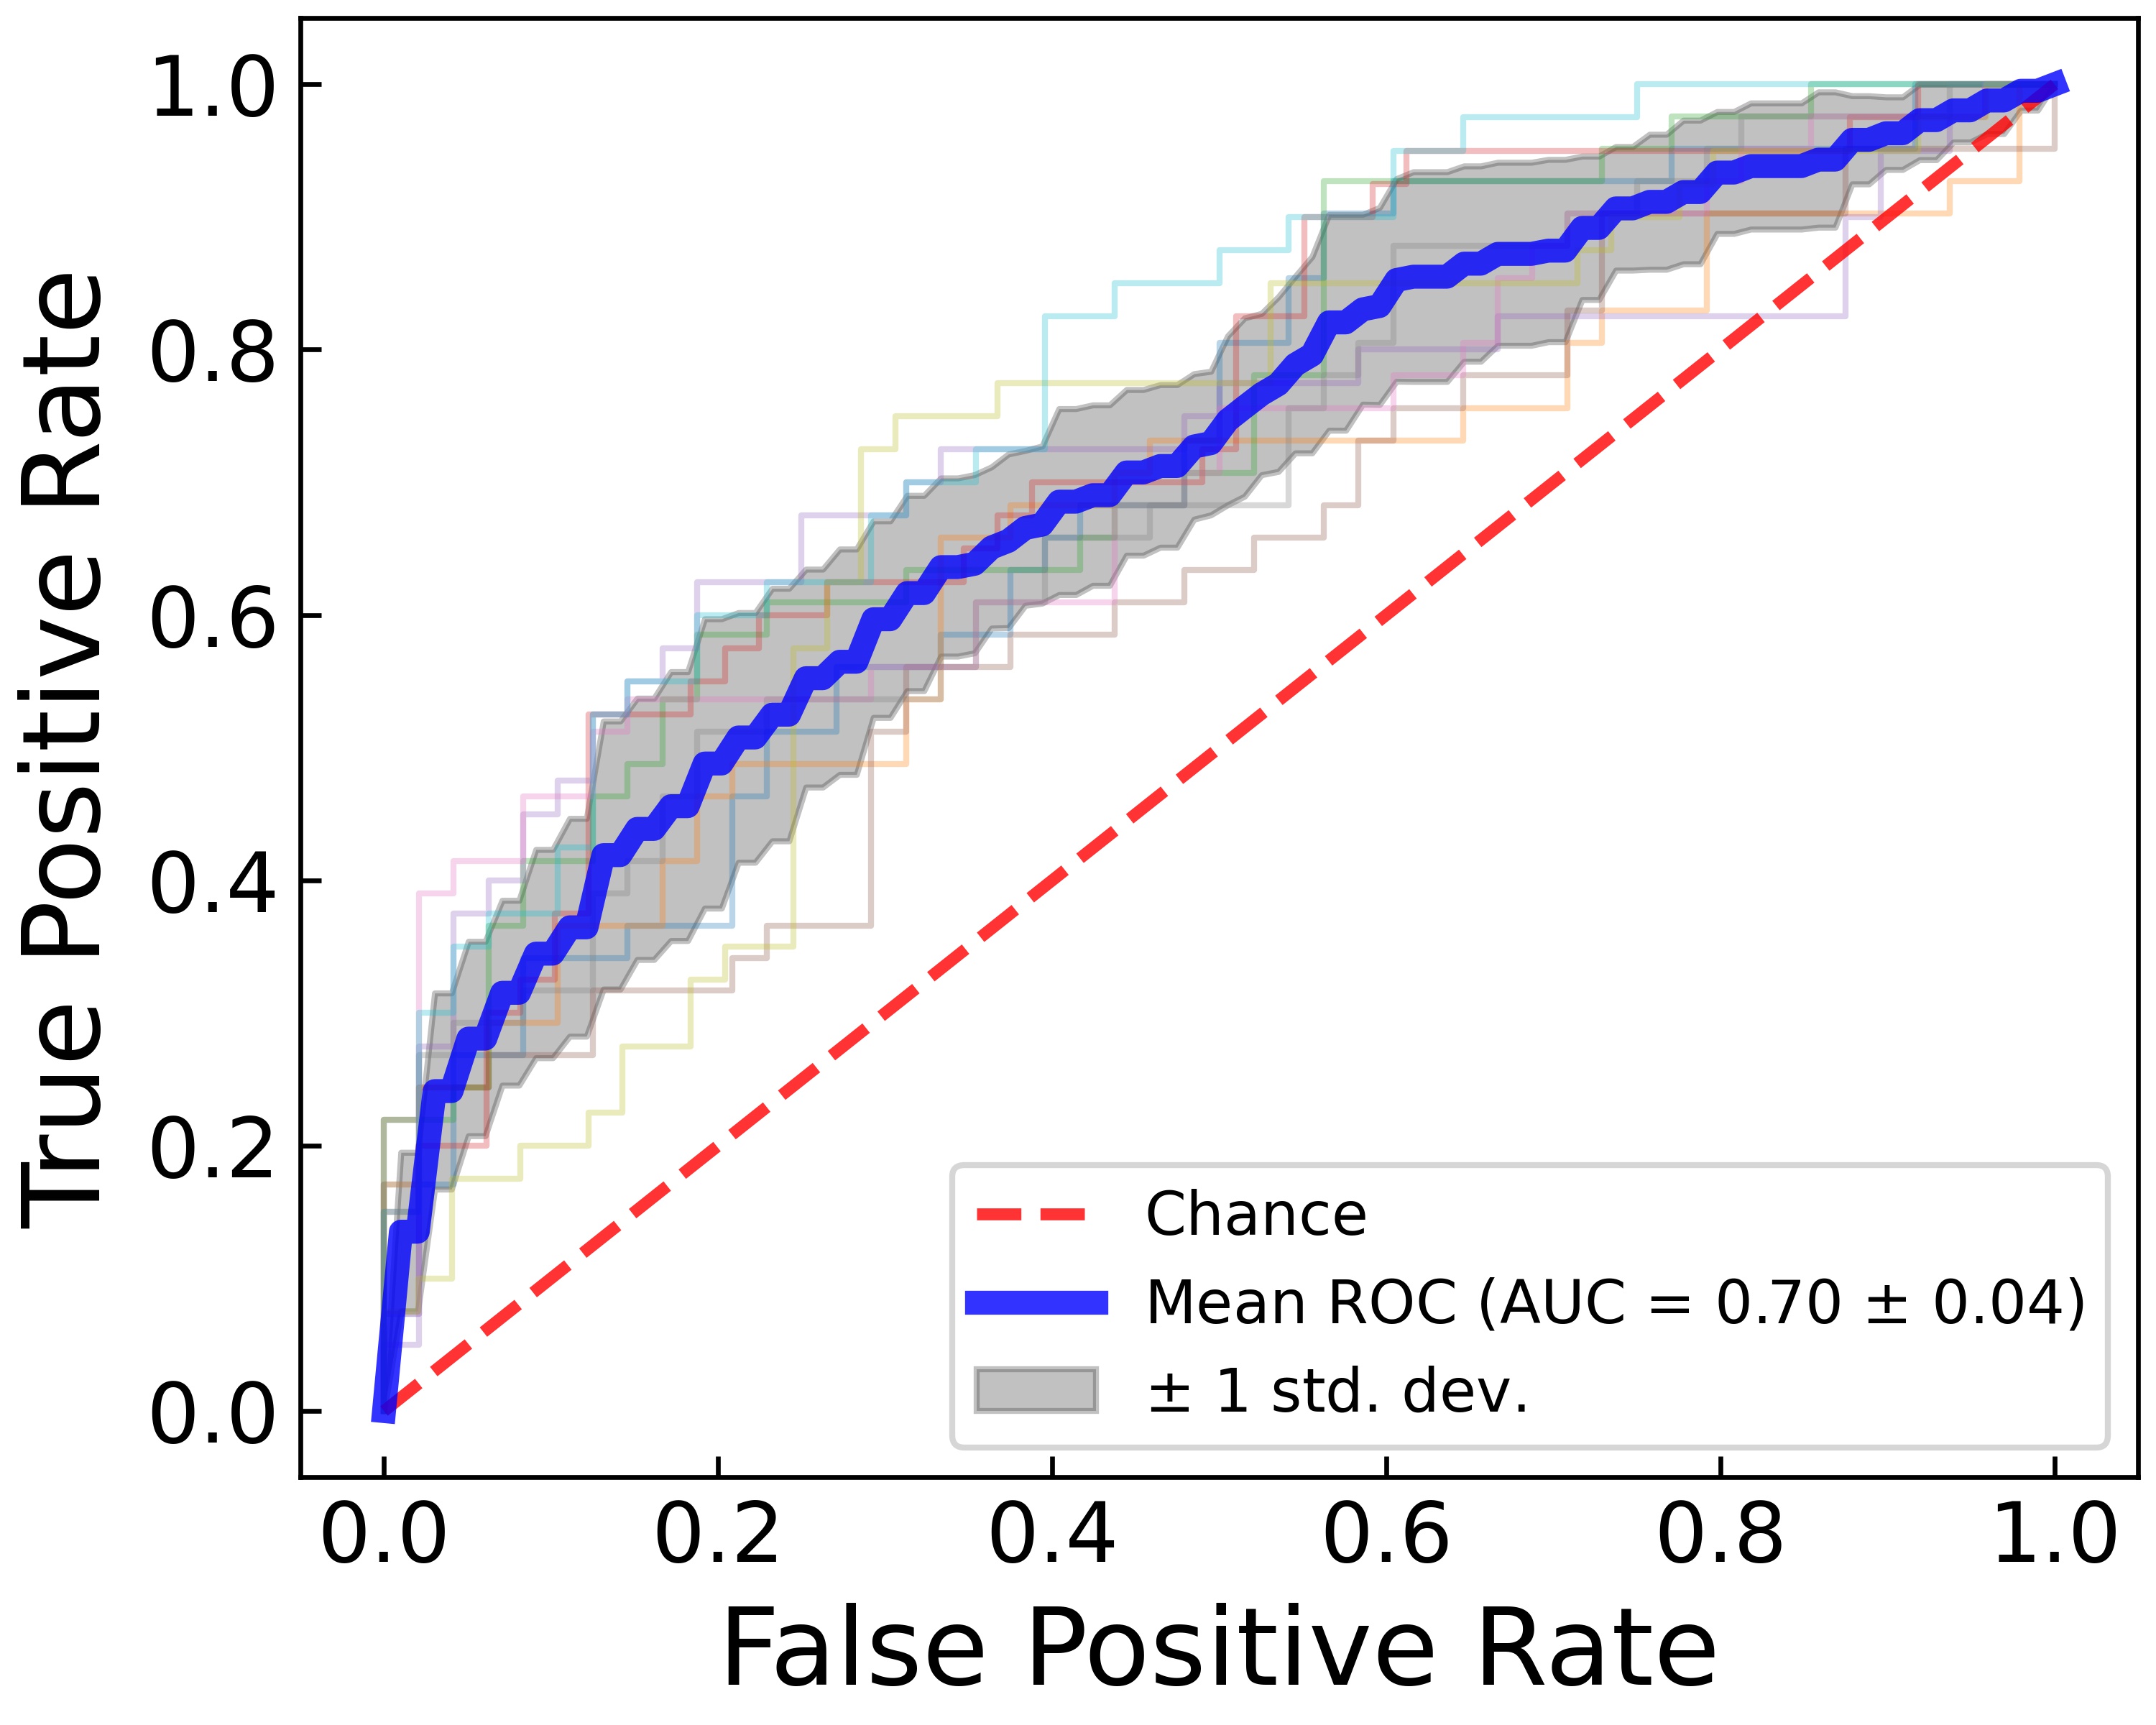 True Positive Rate
1.0
0.8
0.6
0.4
0.2
0.0
Chance
Mean ROC (AUC = 0.70 ± 0.04)
± 1 std. dev.
0.0 0.2 0.4 0.6 0.8 1.0
False Positive Rate